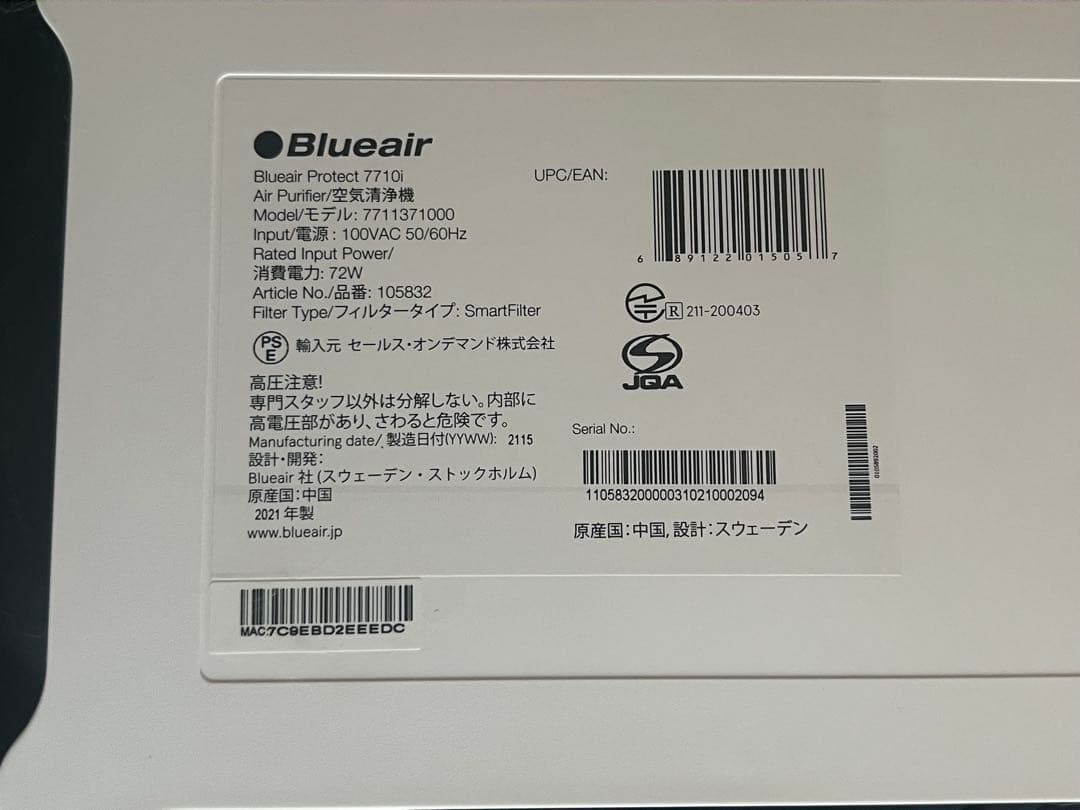 Blueair
Blueair Protect 7710i
Air Purifier/空気清浄機
Model/モデル: 7711371000
Input/電源 : 100VAC 50/60Hz
Rated Input Power/
消費電力: 72W
Article No./品番: 105832
Filter Type/フィルタータイプ: SmartFilter
PSE 輸入元 セールス・オンデマンド株式会社
高圧注意!
専門スタッフ以外は分解しない。内部に
高電圧部があり、さわると危険です。
Manufacturing date/ 製造日付(YYWW): 2115
設計・開発:
Blueair 社 (スウェーデン・ストックホルム)
原産国:中国
2021 年製
www.blueair.jp
UPC/EAN:
6 89122 01505 7
R 211-200403
JQA
Serial No.:
110583200000310210002094
原産国:中国, 設計:スウェーデン
MAC:7C9EBD2EEEDC